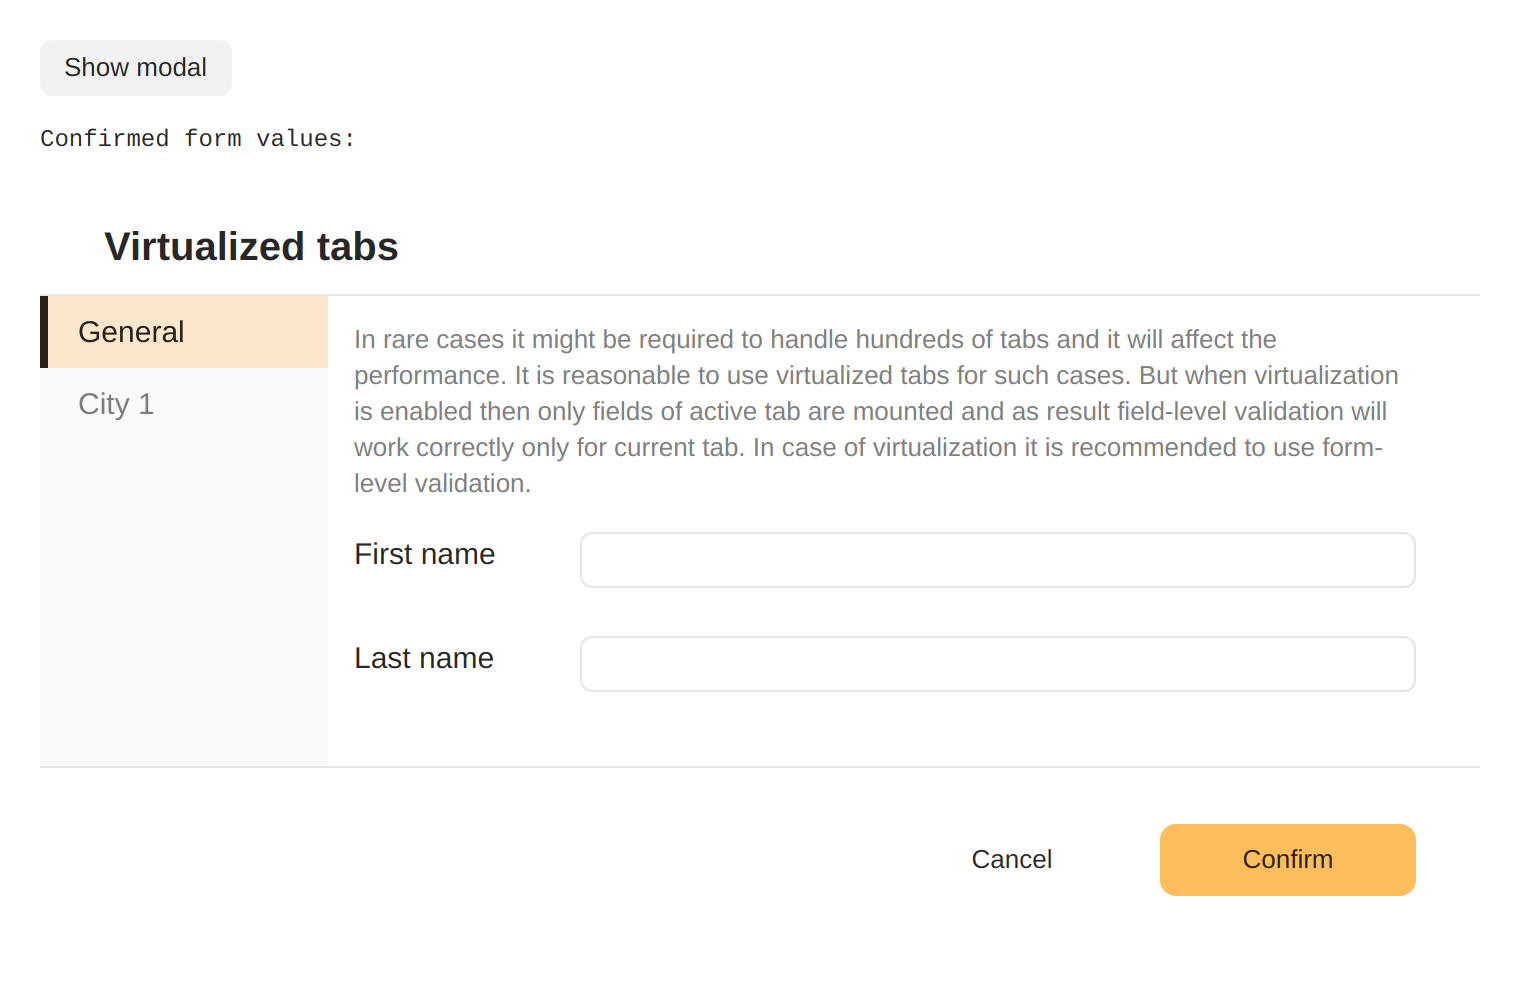 Show modal
Confirmed form values:
Virtualized tabs
General
City 1
In rare cases it might be required to handle hundreds of tabs and it will affect the
performance. It is reasonable to use virtualized tabs for such cases. But when virtualization
is enabled then only fields of active tab are mounted and as result field-level validation will
work correctly only for current tab. In case of virtualization it is recommended to use form-
level validation.
First name
Last name
Cancel
Confirm